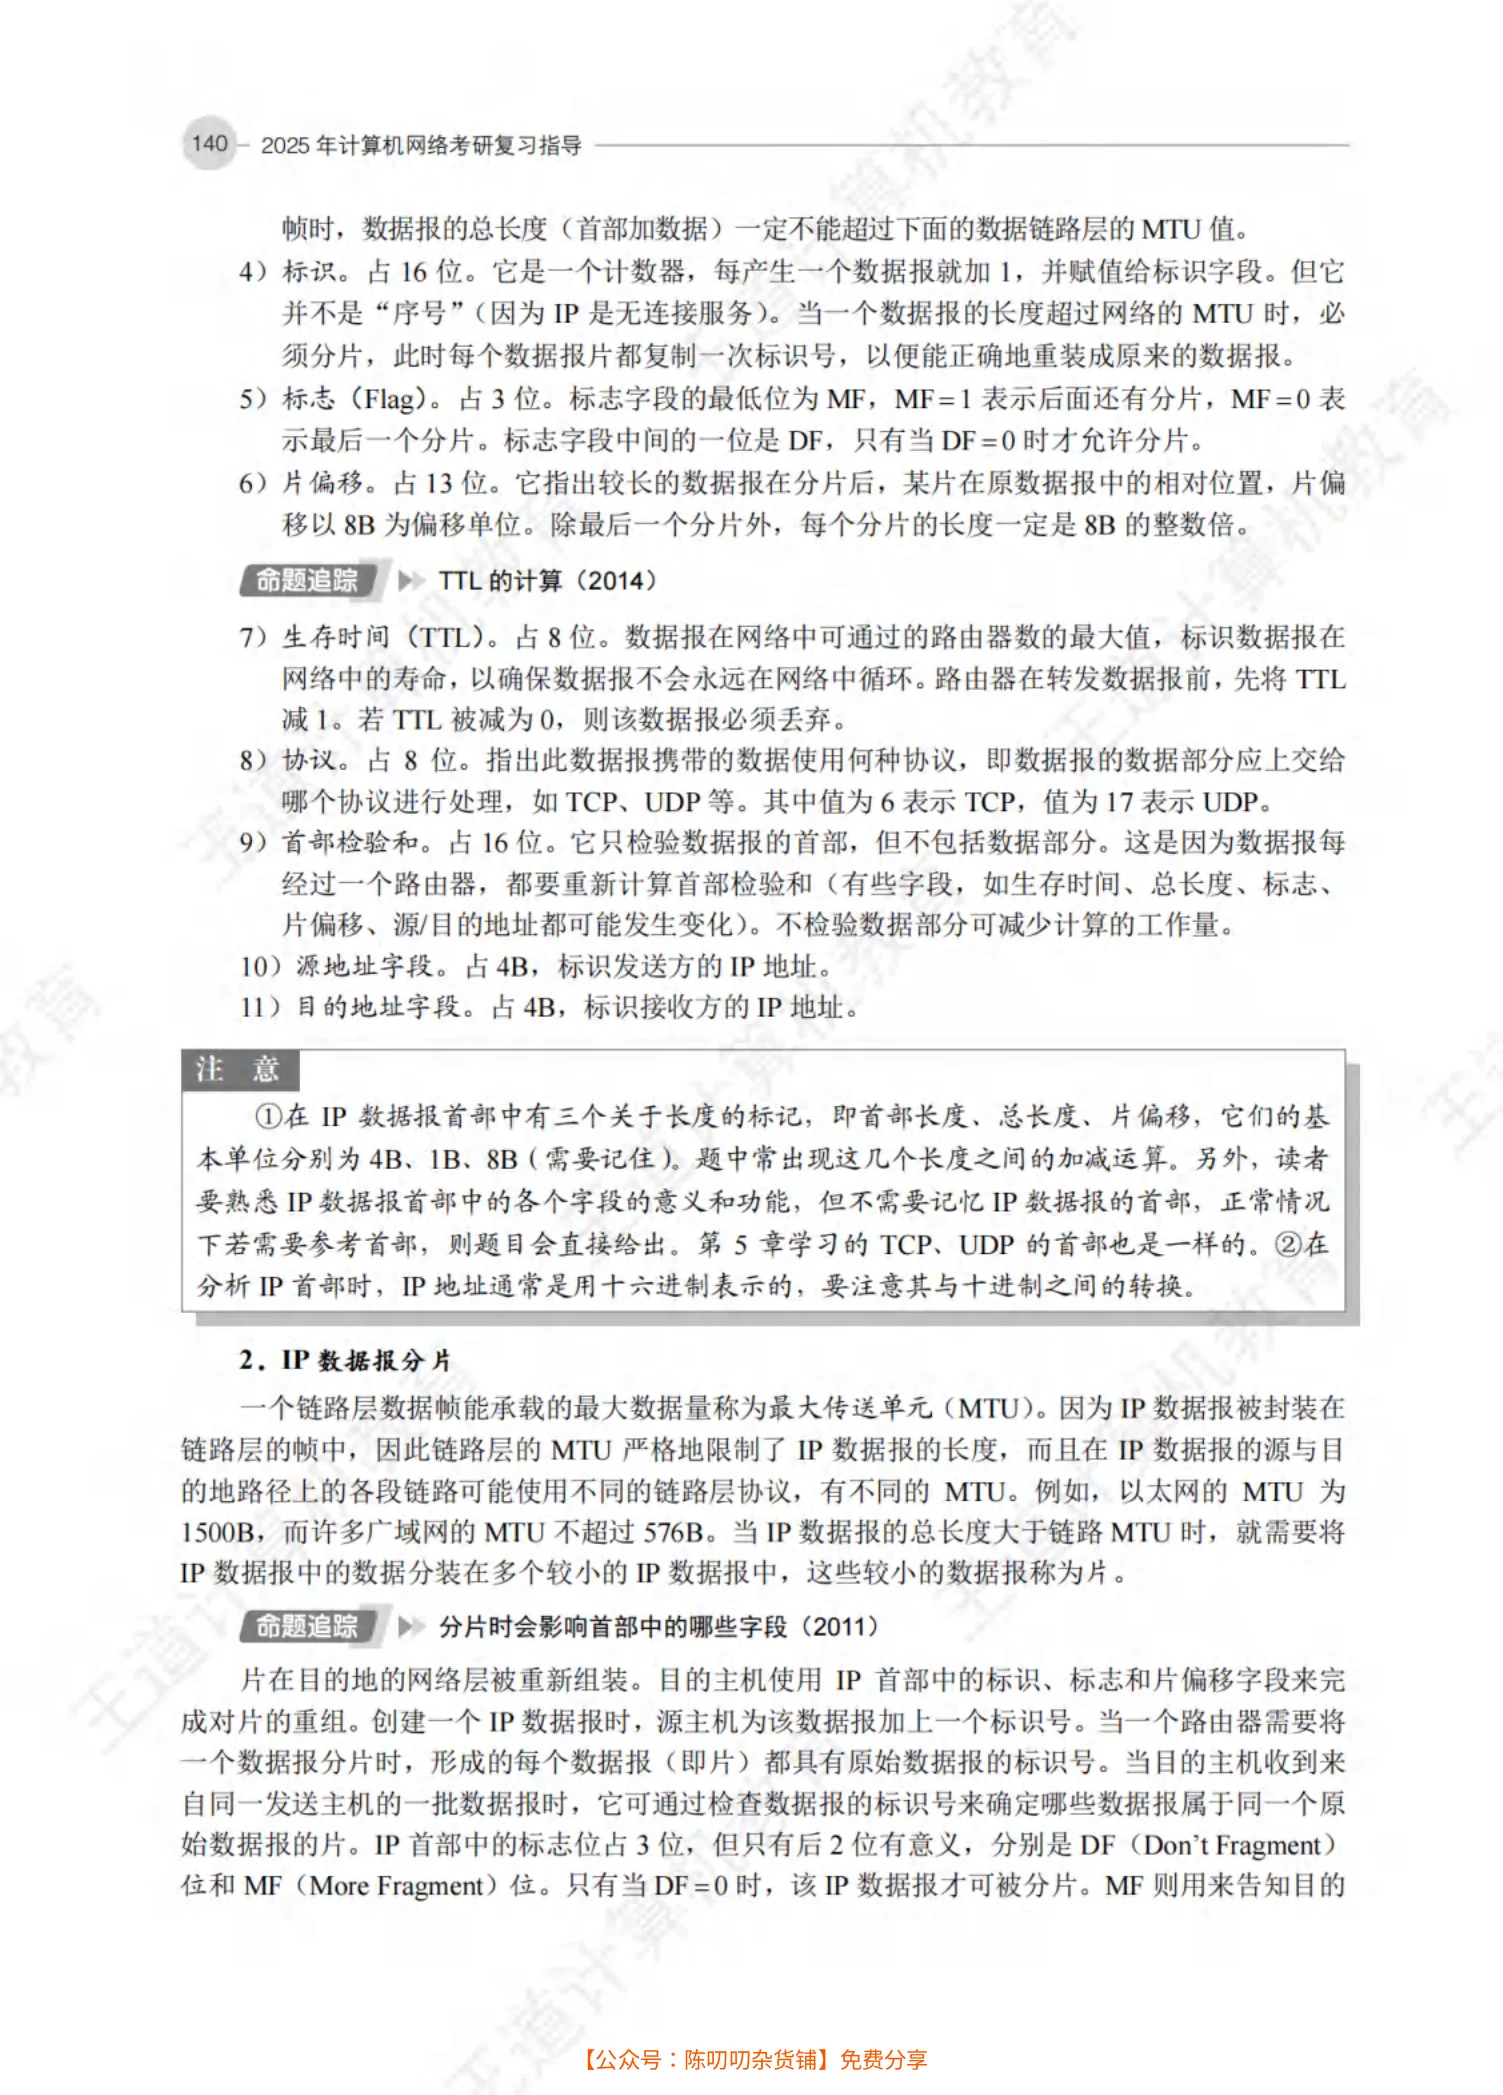 140 2025 年计算机网络考研复习指导
帧时，数据报的总长度（首部加数据）一定不能超过下面的数据链路层的 MTU 值。
4）标识。占 16 位。它是一个计数器，每产生一个数据报就加 1，并赋值给标识字段。但它
并不是“序号”（因为 IP 是无连接服务）。当一个数据报的长度超过网络的 MTU 时，必
须分片，此时每个数据报片都复制一次标识号，以便能正确地重装成原来的数据报。
5）标志（Flag）。占 3 位。标志字段的最低位为 MF，MF=1 表示后面还有分片，MF=0 表
示最后一个分片。标志字段中间的一位是 DF，只有当 DF=0 时才允许分片。
6）片偏移。占 13 位。它指出较长的数据报在分片后，某片在原数据报中的相对位置，片偏
移以 8B 为偏移单位。除最后一个分片外，每个分片的长度一定是 8B 的整数倍。
命题追踪 TTL 的计算（2014）
7）生存时间（TTL）。占 8 位。数据报在网络中可通过的路由器数的最大值，标识数据报在
网络中的寿命，以确保数据报不会永远在网络中循环。路由器在转发数据报前，先将 TTL
减 1。若 TTL 被减为 0，则该数据报必须丢弃。
8）协议。占 8 位。指出此数据报携带的数据使用何种协议，即数据报的数据部分应上交给
哪个协议进行处理，如 TCP、UDP 等。其中值为 6 表示 TCP，值为 17 表示 UDP。
9）首部检验和。占 16 位。它只检验数据报的首部，但不包括数据部分。这是因为数据报每
经过一个路由器，都要重新计算首部检验和（有些字段，如生存时间、总长度、标志、
片偏移、源/目的地址都可能发生变化）。不检验数据部分可减少计算的工作量。
10）源地址字段。占 4B，标识发送方的 IP 地址。
11）目的地址字段。占 4B，标识接收方的 IP 地址。
注 意
①在 IP 数据报首部中有三个关于长度的标记，即首部长度、总长度、片偏移，它们的基
本单位分别为 4B、1B、8B（需要记住）。题中常出现这几个长度之间的加减运算。另外，读者
要熟悉 IP 数据报首部中的各个字段的意义和功能，但不需要记忆 IP 数据报的首部，正常情况
下若需要参考首部，则题目会直接给出。第 5 章学习的 TCP、UDP 的首部也是一样的。②在
分析 IP 首部时，IP 地址通常是用十六进制表示的，要注意其与十进制之间的转换。
2．IP 数据报分片
一个链路层数据帧能承载的最大数据量称为最大传送单元（MTU）。因为 IP 数据报被封装在
链路层的帧中，因此链路层的 MTU 严格地限制了 IP 数据报的长度，而且在 IP 数据报的源与目
的地路径上的各段链路可能使用不同的链路层协议，有不同的 MTU。例如，以太网的 MTU 为
1500B，而许多广域网的 MTU 不超过 576B。当 IP 数据报的总长度大于链路 MTU 时，就需要将
IP 数据报中的数据分装在多个较小的 IP 数据报中，这些较小的数据报称为片。
命题追踪 分片时会影响首部中的哪些字段（2011）
片在目的地的网络层被重新组装。目的主机使用 IP 首部中的标识、标志和片偏移字段来完
成对片的重组。创建一个 IP 数据报时，源主机为该数据报加上一个标识号。当一个路由器需要将
一个数据报分片时，形成的每个数据报（即片）都具有原始数据报的标识号。当目的主机收到来
自同一发送主机的一批数据报时，它可通过检查数据报的标识号来确定哪些数据报属于同一个原
始数据报的片。IP 首部中的标志位占 3 位，但只有后 2 位有意义，分别是 DF（Don’t Fragment）
位和 MF（More Fragment）位。只有当 DF=0 时，该 IP 数据报才可被分片。MF 则用来告知目的
【公众号：陈叨叨杂货铺】免费分享
王道计算机教育